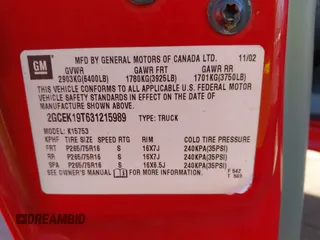 GM
MFD BY GENERAL MOTORS OF CANADA LTD. 11/02
GVWR GAWR FRT GAWR RR
2903KG(6400LB) 1780KG(3925LB) 1701KG(3750LB)
THIS VEHICLE CONFORMS TO ALL APPLICABLE U.S. FEDERAL MOTOR
VEHICLE SAFETY STANDARDS IN EFFECT ON THE DATE OF
MANUFACTURE SHOWN ABOVE.
2GCEK19T631215989 TYPE: TRUCK
MODEL: K15753
KPHF TIRE SIZE SPEED RTG RIM COLD TIRE PRESSURE
FRT P265/75R16 S 16X7J 240KPA(35PSI)
RR P265/75R16 S 16X7J 240KPA(35PSI)
SPA P265/75R16 S 16X6.5J 240KPA(35PSI)
SEE OWNER'S MANUAL FOR MORE INFORMATION.
DREAMBID